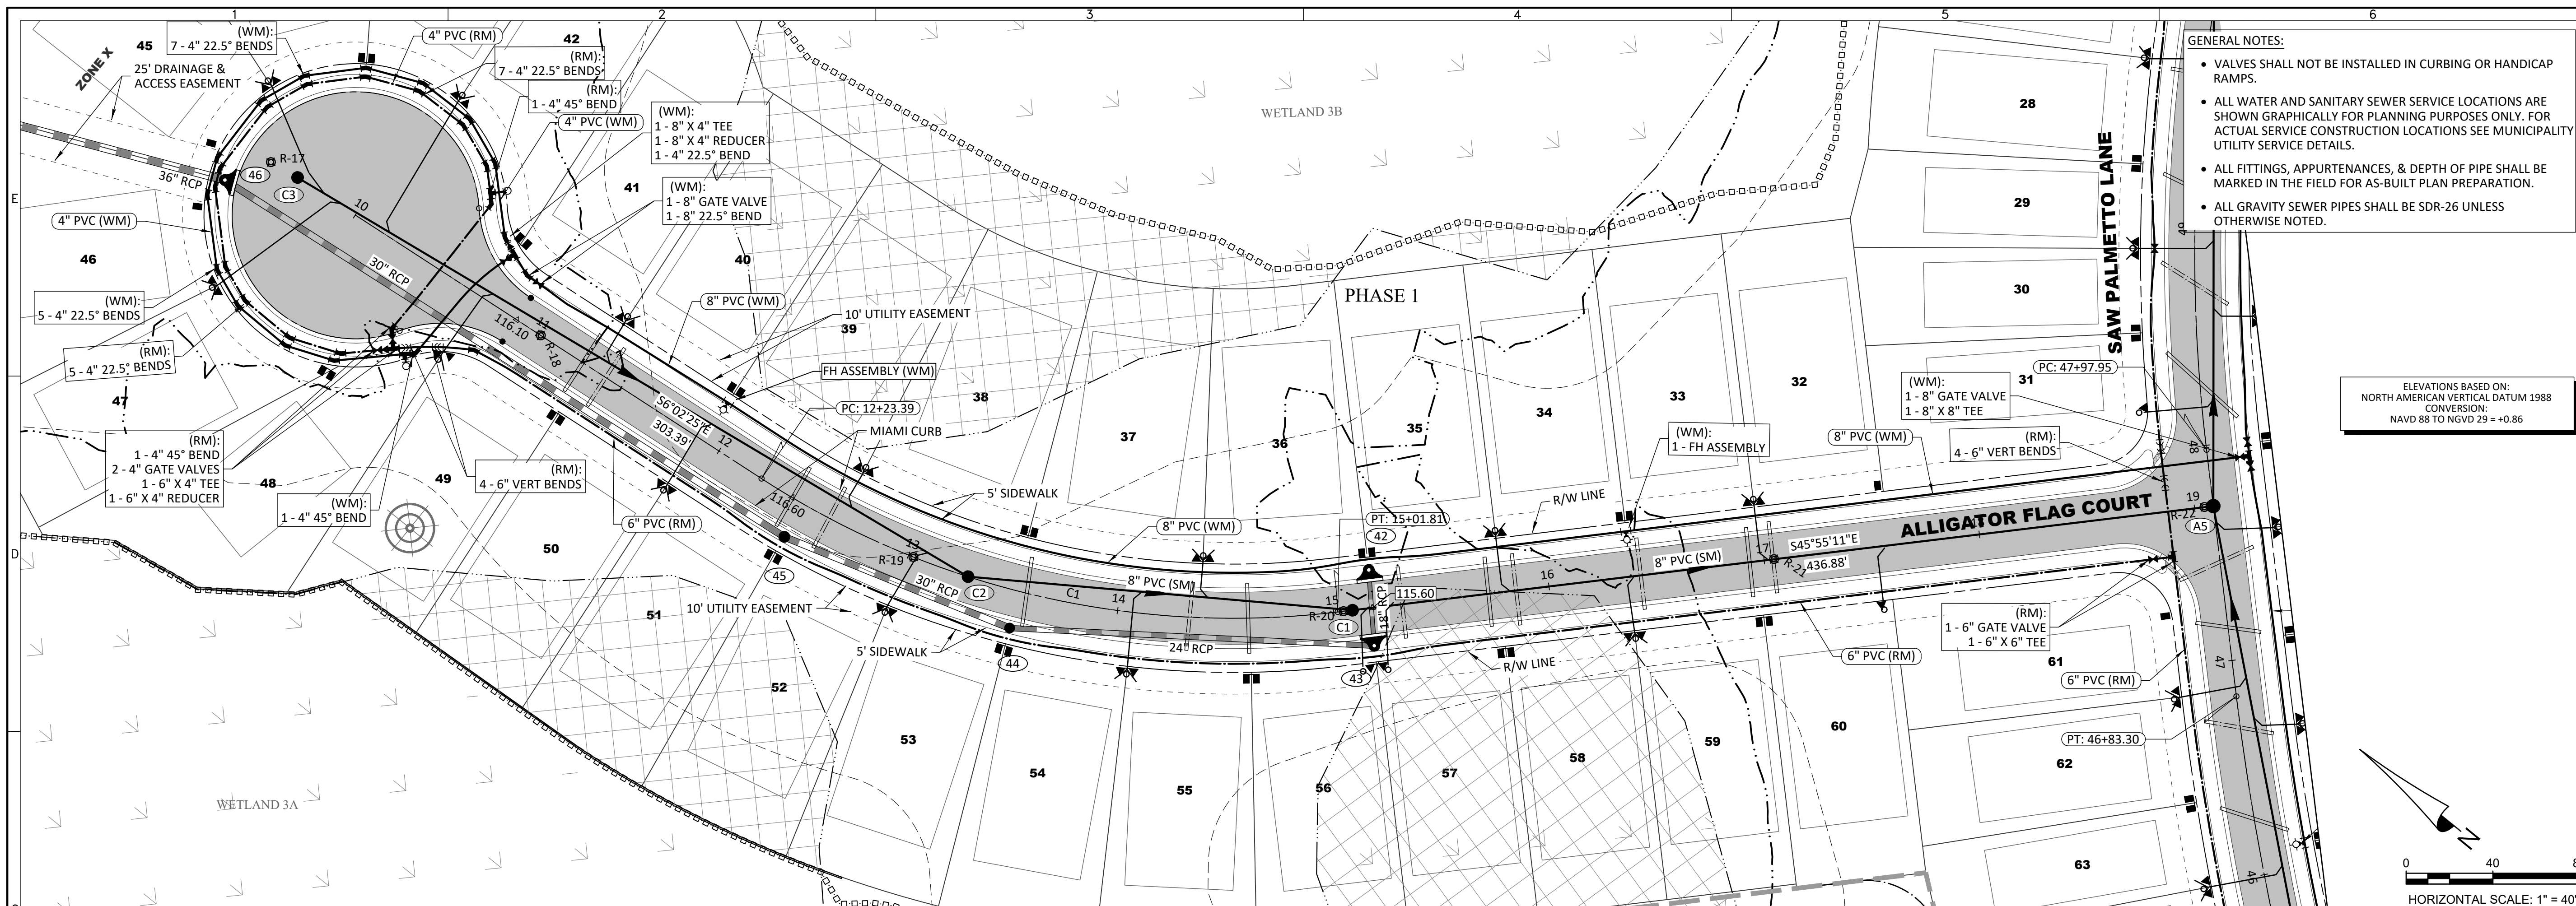 1
2
3
4
5
6
E
D
GENERAL NOTES:
• VALVES SHALL NOT BE INSTALLED IN CURBING OR HANDICAP
RAMPS.
• ALL WATER AND SANITARY SEWER SERVICE LOCATIONS ARE
SHOWN GRAPHICALLY FOR PLANNING PURPOSES ONLY. FOR
ACTUAL SERVICE CONSTRUCTION LOCATIONS SEE MUNICIPALITY
UTILITY SERVICE DETAILS.
• ALL FITTINGS, APPURTENANCES, & DEPTH OF PIPE SHALL BE
MARKED IN THE FIELD FOR AS-BUILT PLAN PREPARATION.
• ALL GRAVITY SEWER PIPES SHALL BE SDR-26 UNLESS
OTHERWISE NOTED.
ELEVATIONS BASED ON:
NORTH AMERICAN VERTICAL DATUM 1988
CONVERSION:
NAVD 88 TO NGVD 29 = +0.86
45
ZONE X
25' DRAINAGE &
ACCESS EASEMENT
(WM):
7 - 4" 22.5° BENDS
4" PVC (RM)
42
(RM):
7 - 4" 22.5° BENDS
(RM):
1 - 4" 45° BEND
4" PVC (WM)
(WM):
1 - 8" X 4" TEE
1 - 8" X 4" REDUCER
1 - 4" 22.5° BEND
(WM):
1 - 8" GATE VALVE
1 - 8" 22.5° BEND
41
40
39
38
37
36
35
34
33
32
31
30
29
28
WETLAND 3B
PHASE 1
SAW PALMETTO LANE
36" RCP
46
R-17
C3
10
4" PVC (WM)
46
30" RCP
(WM):
5 - 4" 22.5° BENDS
(RM):
5 - 4" 22.5° BENDS
47
11
116.10
R-18
8" PVC (WM)
10' UTILITY EASEMENT
FH ASSEMBLY (WM)
PC: 12+23.39
MIAMI CURB
S6°02'25"E
303.39'
12
116.60
(RM):
1 - 4" 45° BEND
2 - 4" GATE VALVES
1 - 6" X 4" TEE
1 - 6" X 4" REDUCER
48
49
(WM):
1 - 4" 45° BEND
(RM):
4 - 6" VERT BENDS
6" PVC (RM)
50
45
13
R-19
5' SIDEWALK
8" PVC (WM)
30" RCP
C2
C1
14
8" PVC (SM)
PT: 15+01.81
42
15
R-20
C1
18" RCP
115.60
16
8" PVC (SM)
R/W LINE
(WM):
1 - FH ASSEMBLY
8" PVC (WM)
17
R-21
S45°55'11"E
436.88'
18
ALLIGATOR FLAG COURT
19
R-22
A5
(WM):
1 - 8" GATE VALVE
1 - 8" X 8" TEE
PC: 47+97.95
(RM):
4 - 6" VERT BENDS
49
48
47
46
51
10' UTILITY EASEMENT
5' SIDEWALK
44
24" RCP
43
R/W LINE
6" PVC (RM)
(RM):
1 - 6" GATE VALVE
1 - 6" X 6" TEE
61
6" PVC (RM)
PT: 46+83.30
52
53
54
55
56
57
58
59
60
62
63
WETLAND 3A
N
0
40
HORIZONTAL SCALE: 1" = 40'